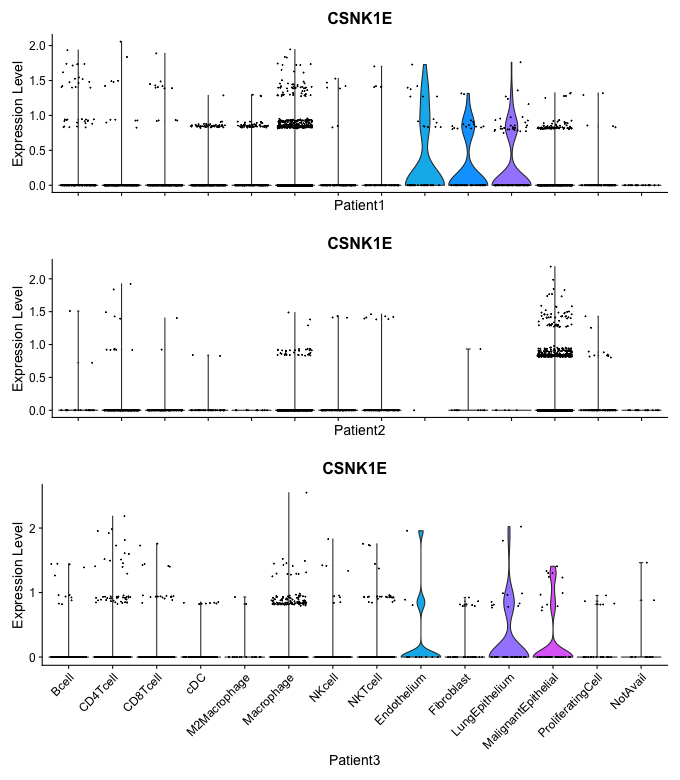 CSNK1E
Expression Level
2.0
1.5
1.0
0.5
0.0
Patient1
CSNK1E
Expression Level
2.0
1.5
1.0
0.5
0.0
Patient2
CSNK1E
Expression Level
2
1
0
Bcell
CD4Tcell
CD8Tcell
cDC
M2Macrophage
Macrophage
NKcell
NKTcell
Endothelium
Fibroblast
LungEpithelium
MalignantEpithelial
ProliferatingCell
NotAvail
Patient3